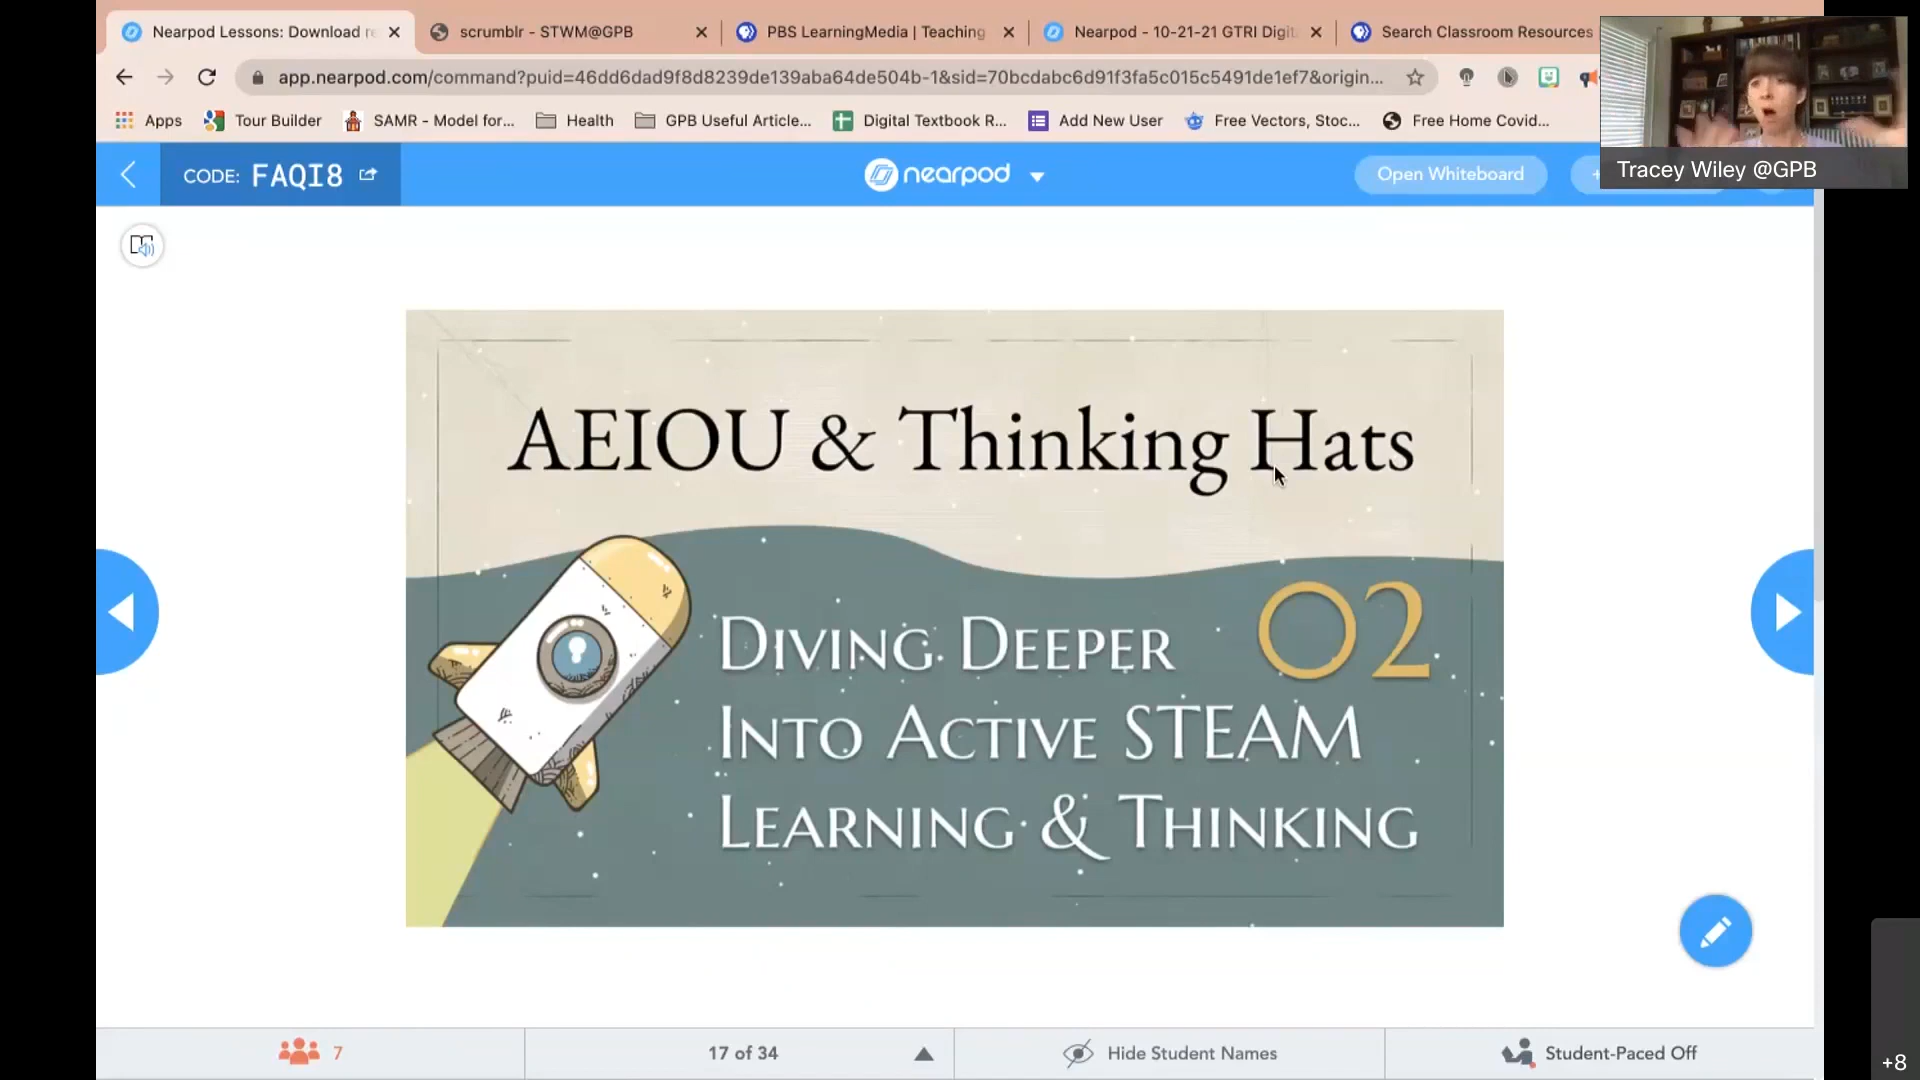 Nearpod Lessons: Download re
scrumblr - STWM@GPB
PBS LearningMedia | Teaching
Nearpod - 10-21-21 GTRI Digit
Search Classroom Resources
app.nearpod.com/command?puid=46dd6dad9f8d8239de139aba64de504b-1&sid=70bcdabc6d91f3fa5c015c5491de1ef7&origin...
Apps
Tour Builder
SAMR - Model for...
Health
GPB Useful Article...
Digital Textbook R...
Add New User
Free Vectors, Stoc...
Free Home Covid...
Tracey Wiley @GPB
CODE: FAQI8
nearpod
Open Whiteboard
+
AEIOU & Thinking Hats
02
DIVING DEEPER
INTO ACTIVE STEAM
LEARNING & THINKING
7
17 of 34
Hide Student Names
Student-Paced Off
+8